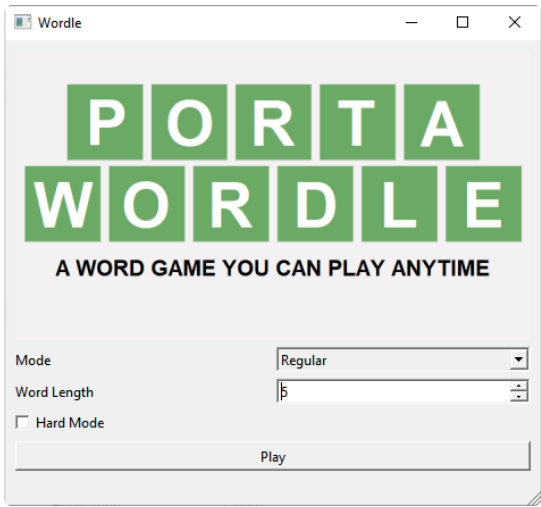 Wordle
PORTA
WORDLE
A WORD GAME YOU CAN PLAY ANYTIME
Mode Regular
Word Length 5
Hard Mode
Play